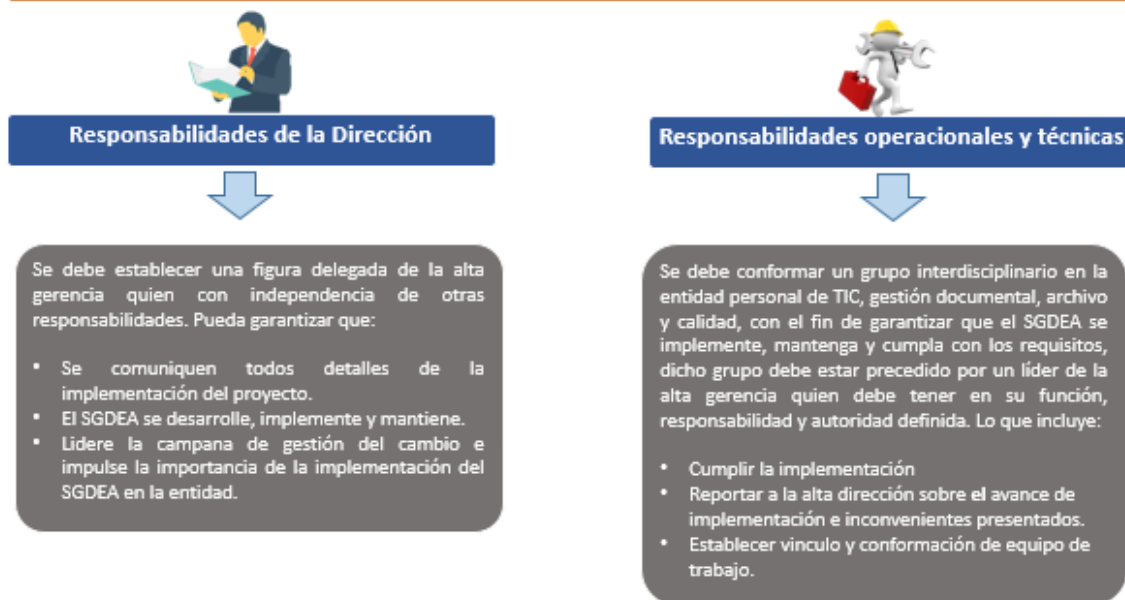 Responsabilidades de la Dirección
Se debe establecer una figura delegada de la alta
gerencia quien con independencia de otras
responsabilidades. Pueda garantizar que:
• Se comuniquen todos detalles de la
implementación del proyecto.
• El SGDEA se desarrolle, implemente y mantiene.
• Lidere la campana de gestión del cambio e
impulse la importancia de la implementación del
SGDEA en la entidad.
Responsabilidades operacionales y técnicas
Se debe conformar un grupo interdisciplinario en la
entidad personal de TIC, gestión documental, archivo
y calidad, con el fin de garantizar que el SGDEA se
implemente, mantenga y cumpla con los requisitos,
dicho grupo debe estar precedido por un líder de la
alta gerencia quien debe tener en su función,
responsabilidad y autoridad definida. Lo que incluye:
• Cumplir la implementación
• Reportar a la alta dirección sobre el avance de
implementación e inconvenientes presentados.
• Establecer vinculo y conformación de equipo de
trabajo.